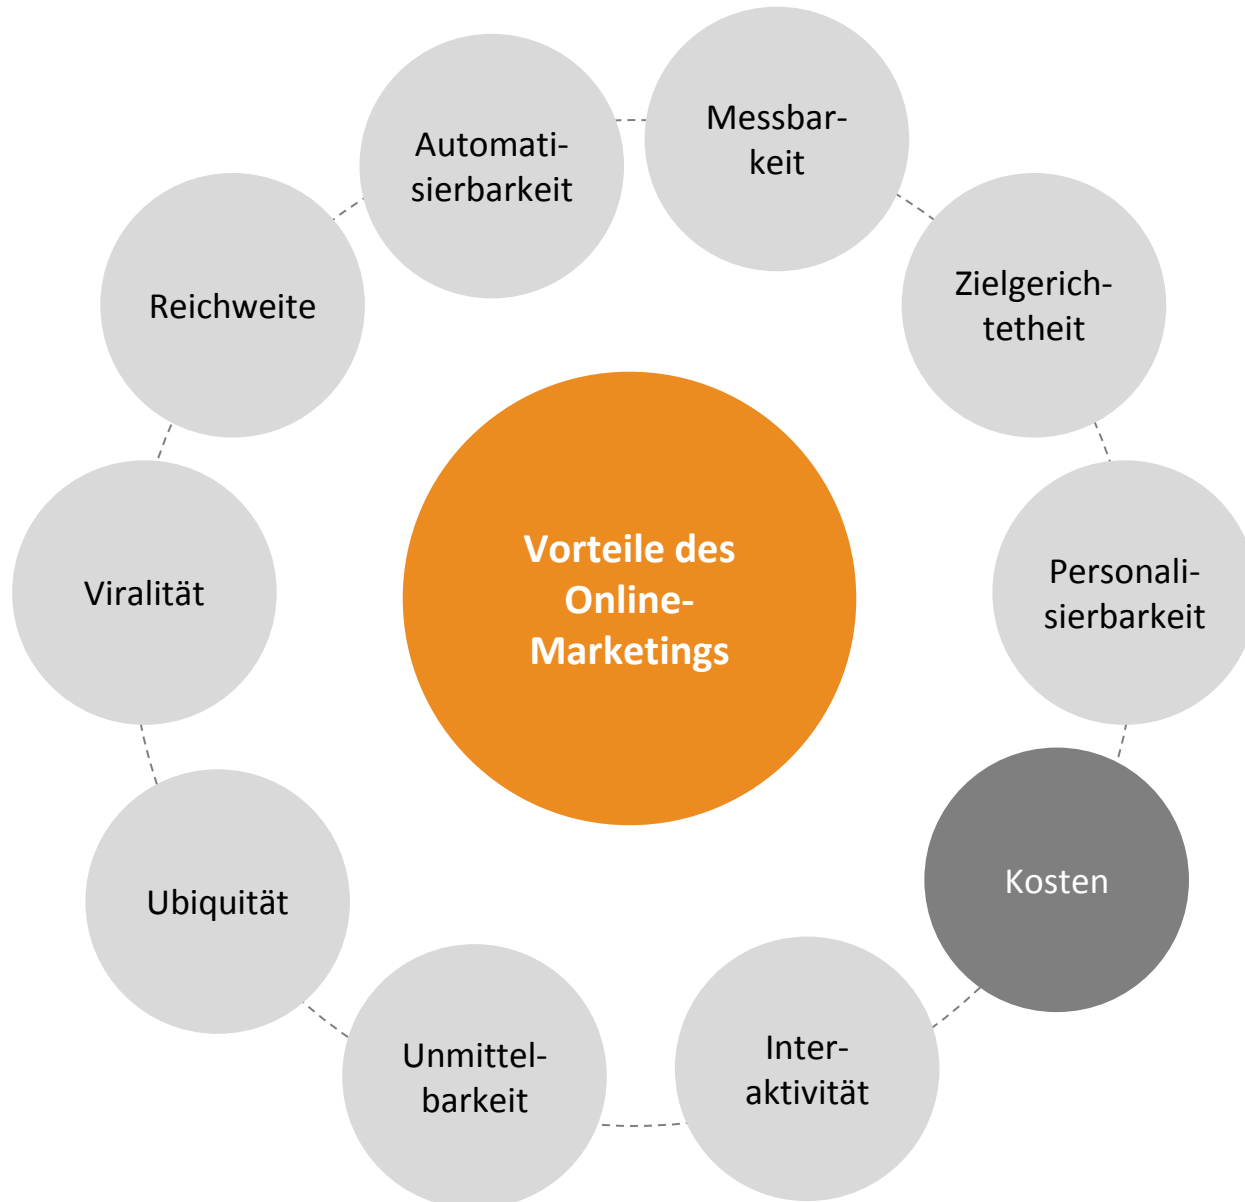 Messbar-
keit
Automati-
sierbarkeit
Zielgerich-
tetheit
Reichweite
Vorteile des
Online-
Marketings
Personali-
sierbarkeit
Viralität
Kosten
Ubiquität
Inter-
aktivität
Unmittel-
barkeit